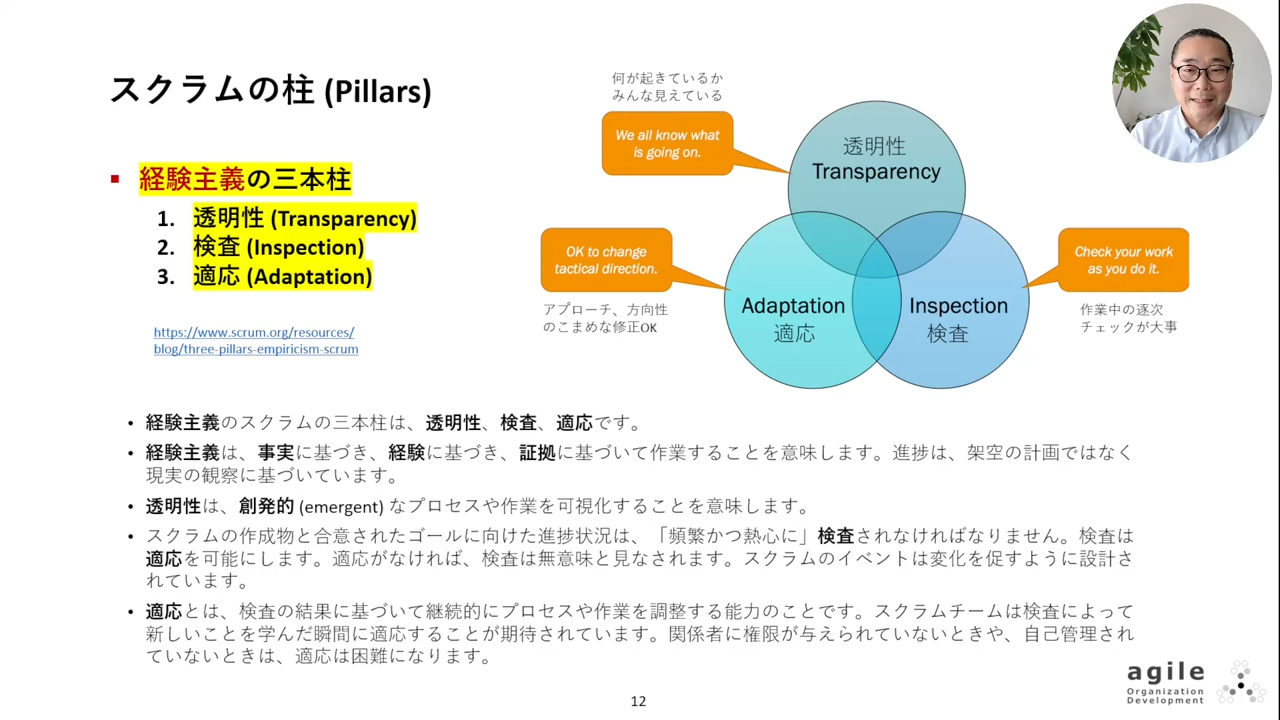 スクラムの柱 (Pillars)
▪ 経験主義の三本柱
1. 透明性 (Transparency)
2. 検査 (Inspection)
3. 適応 (Adaptation)
https://www.scrum.org/resources/
blog/three-pillars-empiricism-scrum
何が起きているか
みんな見えている
We all know what
is going on.
透明性
Transparency
OK to change
tactical direction.
アプローチ、方向性
のこまめな修正OK
Adaptation
適応
Inspection
検査
Check your work
as you do it.
作業中の逐次
チェックが大事
• 経験主義のスクラムの三本柱は、透明性、検査、適応です。
• 経験主義は、事実に基づき、経験に基づき、証拠に基づいて作業することを意味します。進捗は、架空の計画ではなく
現実の観察に基づいています。
• 透明性は、創発的 (emergent) なプロセスや作業を可視化することを意味します。
• スクラムの作成物と合意されたゴールに向けた進捗状況は、「頻繁かつ熱心に」検査されなければなりません。検査は
適応を可能にします。適応がなければ、検査は無意味と見なされます。スクラムのイベントは変化を促すように設計さ
れています。
• 適応とは、検査の結果に基づいて継続的にプロセスや作業を調整する能力のことです。スクラムチームは検査によって
新しいことを学んだ瞬間に適応することが期待されています。関係者に権限が与えられていないときや、自己管理され
ていないときは、適応は困難になります。
12
agile
Organization
Development